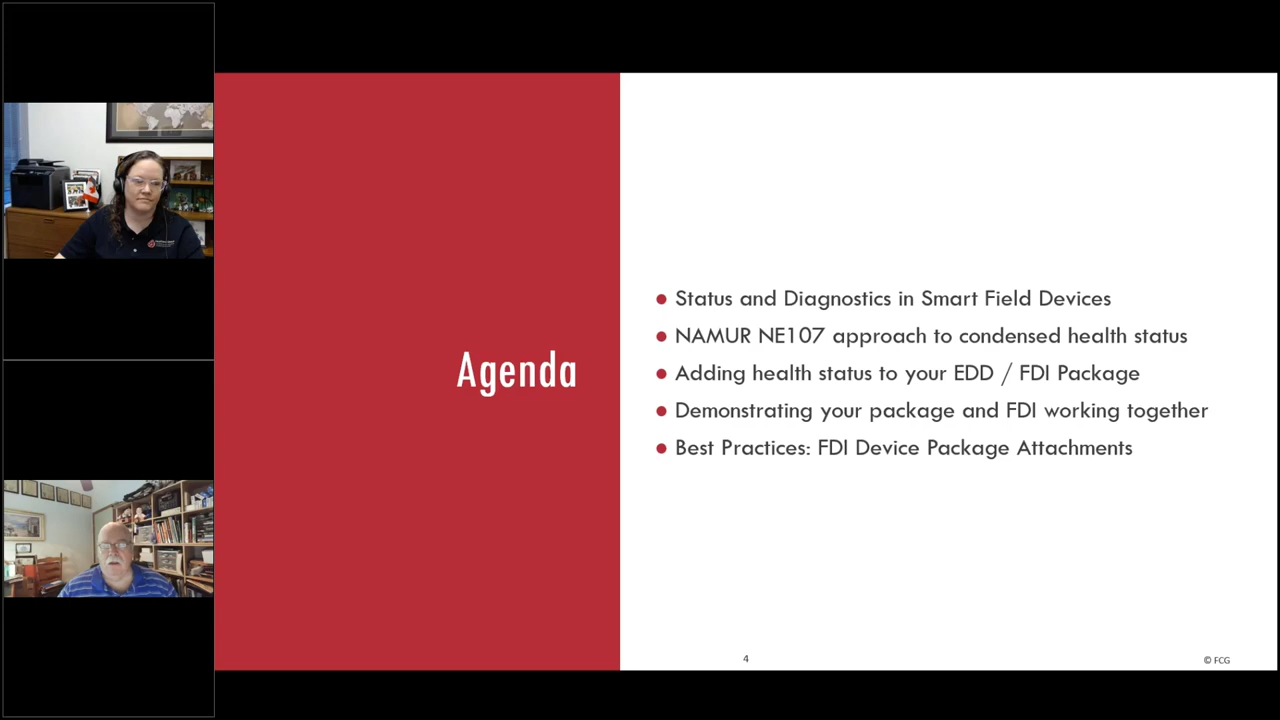 Agenda
Status and Diagnostics in Smart Field Devices
NAMUR NE107 approach to condensed health status
Adding health status to your EDD / FDI Package
Demonstrating your package and FDI working together
Best Practices: FDI Device Package Attachments
4
© FCG